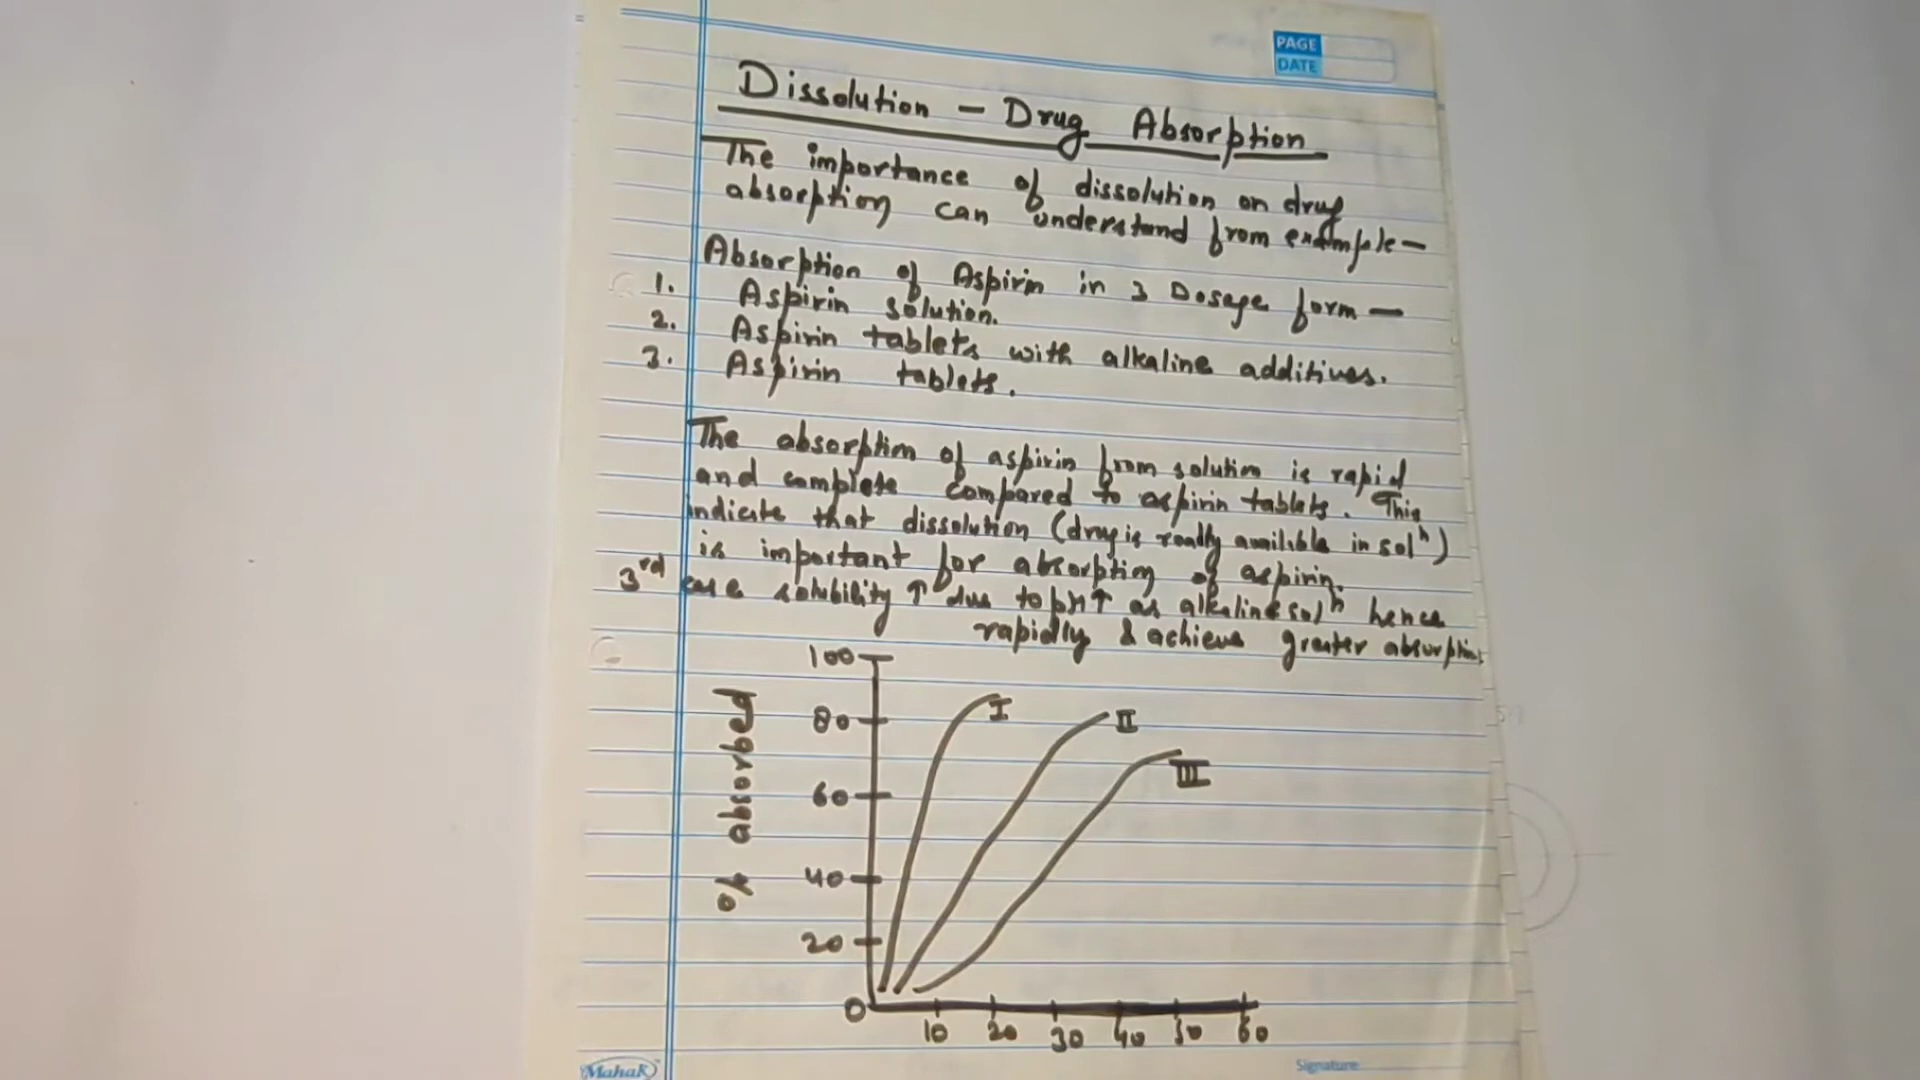 PAGE
DATE
Dissolution - Drug Absorption
The importance of dissolution on drug
absorption can understand from example-
Absorption of Aspirin in 3 Dosage form-
1. Aspirin solution.
2. Aspirin tablets with alkaline additives.
3. Aspirin tablets.
The absorption of aspirin from solution is rapid
and complete compared to aspirin tablets. This
indicate that dissolution (drug is readly available in solⁿ)
is important for absorption of aspirin.
3rd case solubility ↑ due to pH ↑ as alkaline solⁿ hence
rapidly & achieve greater absorption
100
80
60
40
20
0
% absorbed
I
II
III
10 20 30 40 50 60
Mahak
Signature